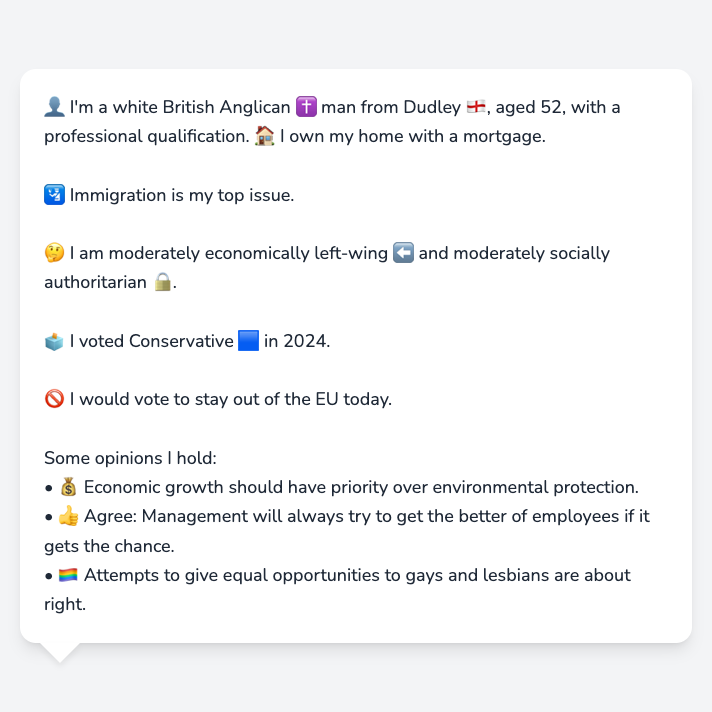 👤 I'm a white British Anglican ✝️ man from Dudley 🏴󠁧󠁢󠁥󠁮󠁧󠁿, aged 52, with a
professional qualification. 🏠 I own my home with a mortgage.
🛂 Immigration is my top issue.
🤔 I am moderately economically left-wing ⬅️ and moderately socially
authoritarian 🔒.
🗳️ I voted Conservative 🟦 in 2024.
🚫 I would vote to stay out of the EU today.
Some opinions I hold:
• 💰 Economic growth should have priority over environmental protection.
• 👍 Agree: Management will always try to get the better of employees if it
gets the chance.
• 🏳️‍🌈 Attempts to give equal opportunities to gays and lesbians are about
right.